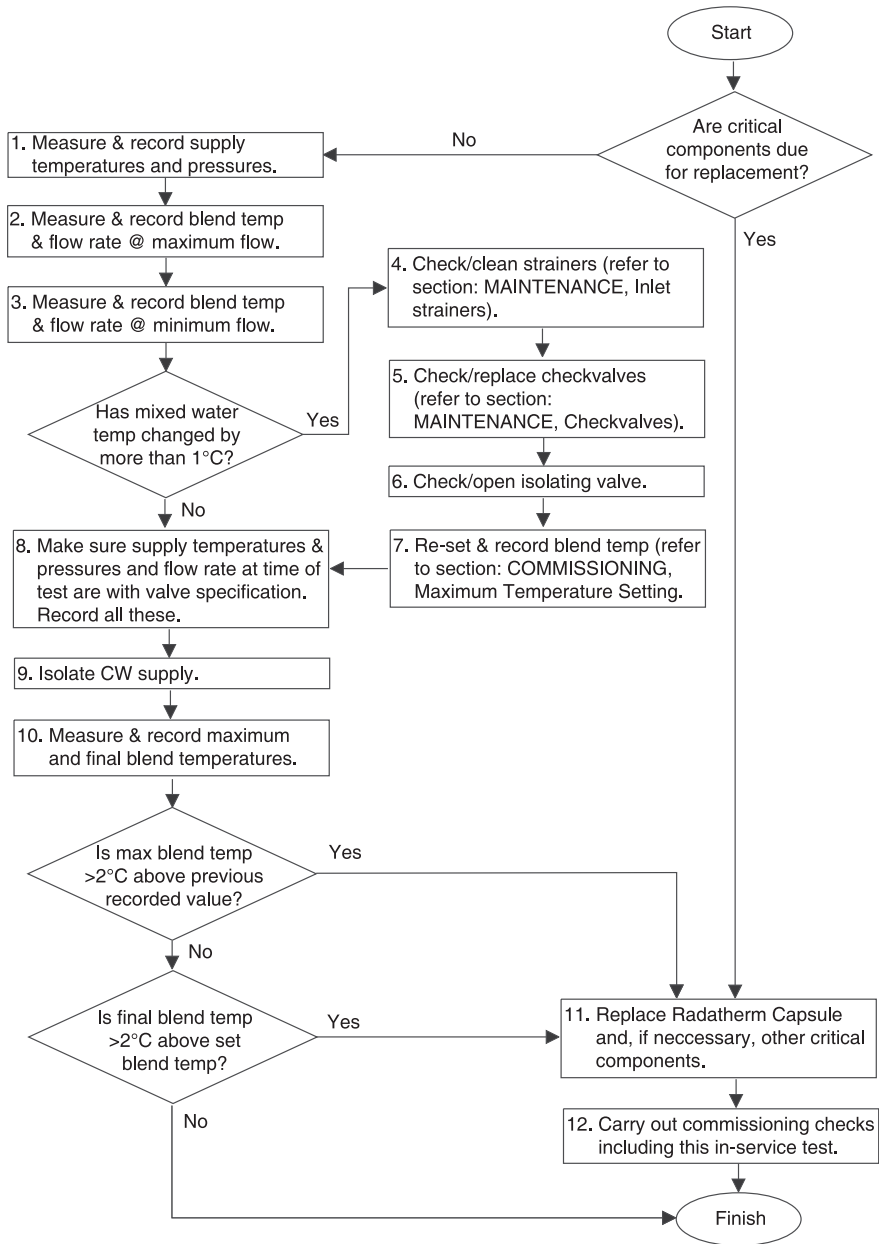 Start
Are critical
components due
for replacement?
No
Yes
1. Measure & record supply
temperatures and pressures.
2. Measure & record blend temp
& flow rate @ maximum flow.
3. Measure & record blend temp
& flow rate @ minimum flow.
Has mixed water
temp changed by
more than 1°C?
Yes
No
4. Check/clean strainers (refer to
section: MAINTENANCE, Inlet
strainers).
5. Check/replace checkvalves
(refer to section:
MAINTENANCE, Checkvalves).
6. Check/open isolating valve.
7. Re-set & record blend temp (refer
to section: COMMISSIONING,
Maximum Temperature Setting.
8. Make sure supply temperatures &
pressures and flow rate at time of
test are with valve specification.
Record all these.
9. Isolate CW supply.
10. Measure & record maximum
and final blend temperatures.
Is max blend temp
>2°C above previous
recorded value?
Yes
No
Is final blend temp
>2°C above set
blend temp?
Yes
No
11. Replace Radatherm Capsule
and, if neccessary, other critical
components.
12. Carry out commissioning checks
including this in-service test.
Finish